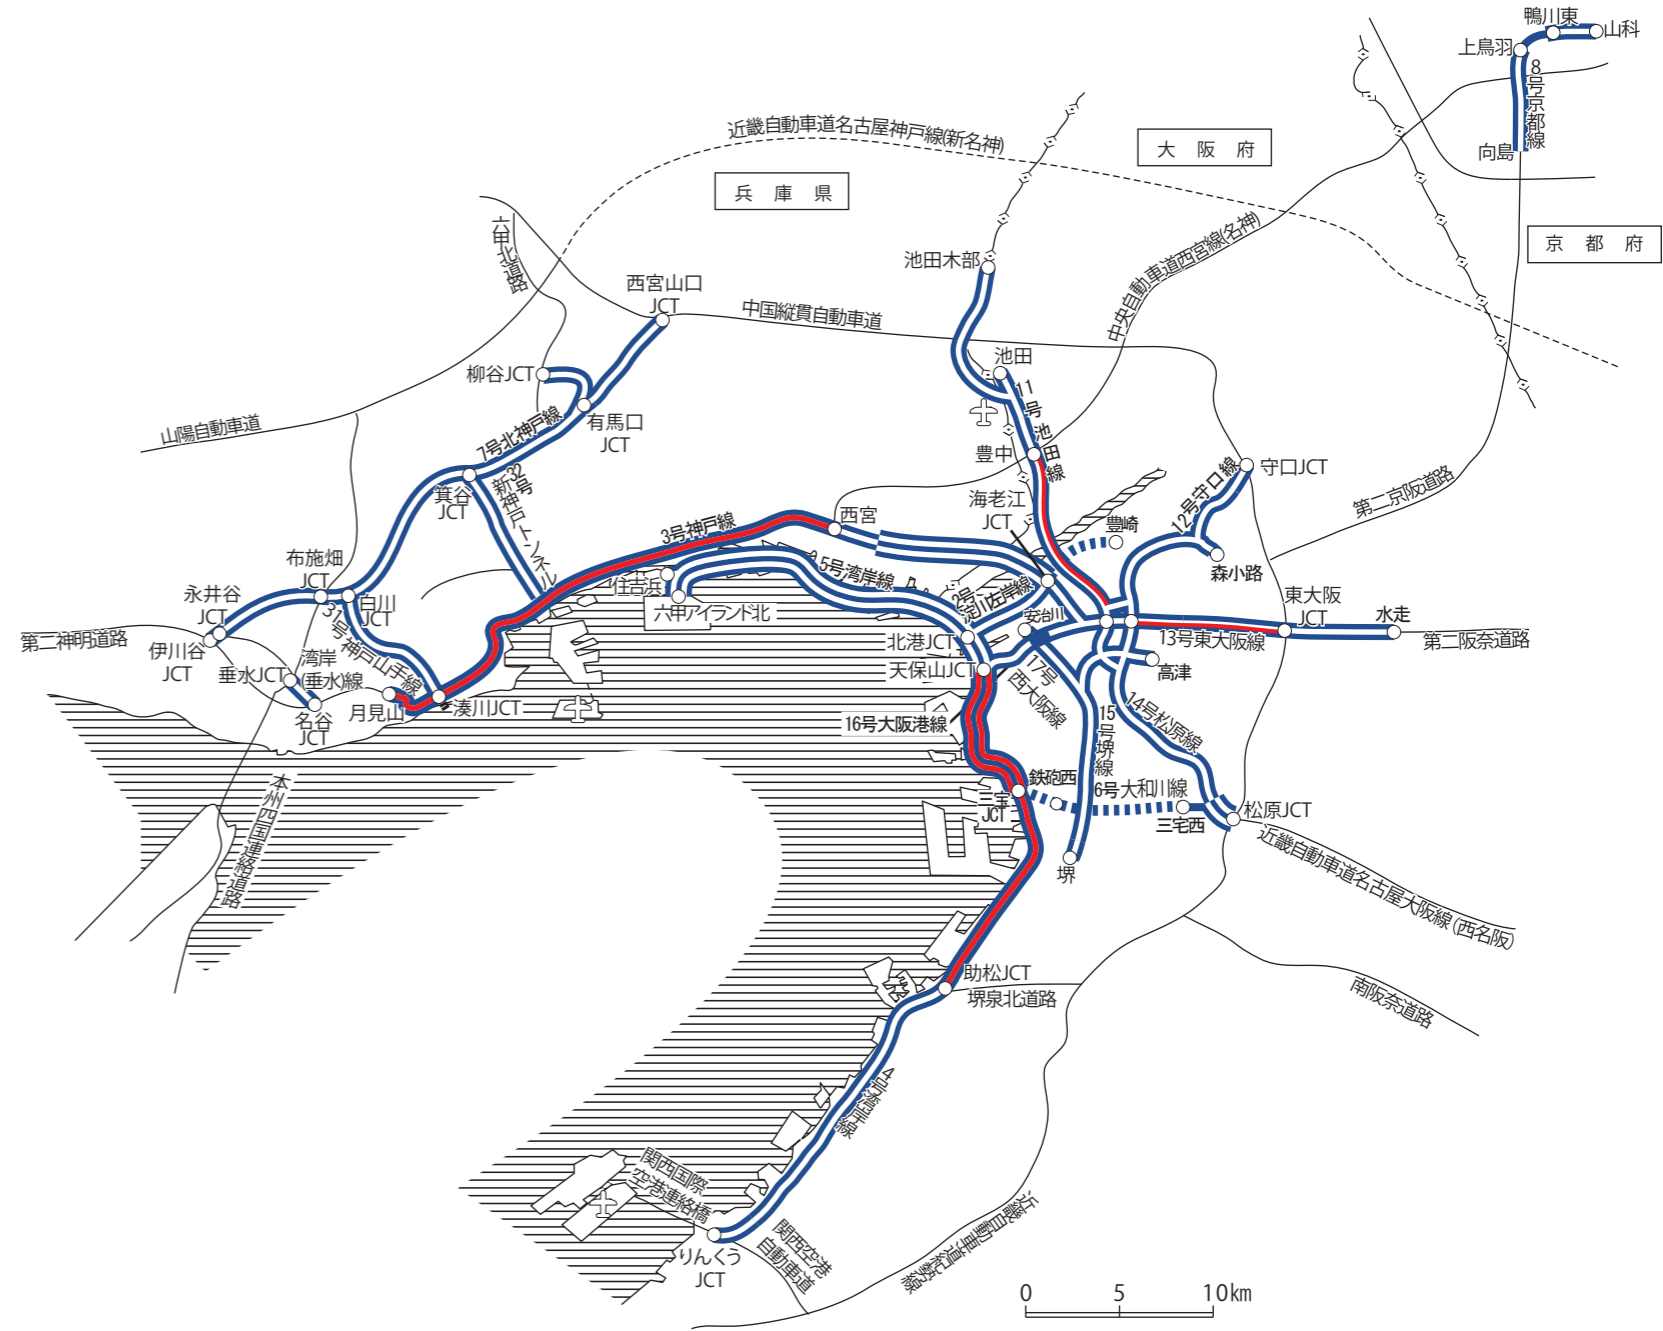 鴨川東
山科
上鳥羽
8号京都線
向島
近畿自動車道名古屋神戸線(新名神)
大阪府
兵庫県
京都府
六甲北道路
池田木部
中央自動車道西宮線(名神)
西宮山口
JCT
中国縦貫自動車道
柳谷JCT
池田
11号池田線
山陽自動車道
7号北神戸線
有馬口
JCT
豊中
守口JCT
12号守口線
第二京阪道路
箕谷
JCT
32号
新神戸トンネル
海老江
JCT
豊崎
3号神戸線
西宮
森小路
布施畑
JCT
住吉浜
5号湾岸線
2号
淀川左岸線
永井谷
JCT
白川
JCT
六甲アイランド北
安治川
東大阪
JCT
水走
第二神明道路
伊川谷
JCT
31号神戸山手線
北港JCT
13号東大阪線
第二阪奈道路
湾岸
(垂水)線
垂水JCT
天保山JCT
17号
西大阪線
高津
名谷
JCT
月見山
湊川JCT
16号大阪港線
15号堺線
14号松原線
本州四国連絡道路
鉄砲西
三宝
JCT
6号大和川線
三宅西
松原JCT
堺
近畿自動車道名古屋大阪線(西名阪)
助松JCT
堺泉北道路
南阪奈道路
4号湾岸線
関西国際
空港連絡橋
りんくう
JCT
関西空港
自動車道
近畿自動車道紀勢線
0 5 10km